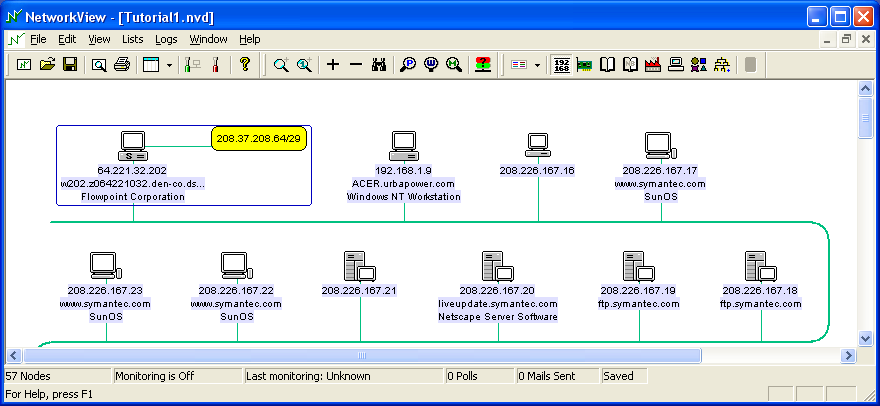 NetworkView - [Tutorial1.nvd]
File Edit View Lists Logs Window Help
192 168
208.37.208.64/29
S
64.221.32.202
w202.z064221032.den-co.ds...
Flowpoint Corporation
192.168.1.9
ACER.urbapower.com
Windows NT Workstation
208.226.167.16
208.226.167.17
www.symantec.com
SunOS
208.226.167.23
www.symantec.com
SunOS
208.226.167.22
www.symantec.com
SunOS
208.226.167.21
208.226.167.20
liveupdate.symantec.com
Netscape Server Software
208.226.167.19
ftp.symantec.com
208.226.167.18
ftp.symantec.com
57 Nodes Monitoring is Off Last monitoring: Unknown 0 Polls 0 Mails Sent Saved
For Help, press F1